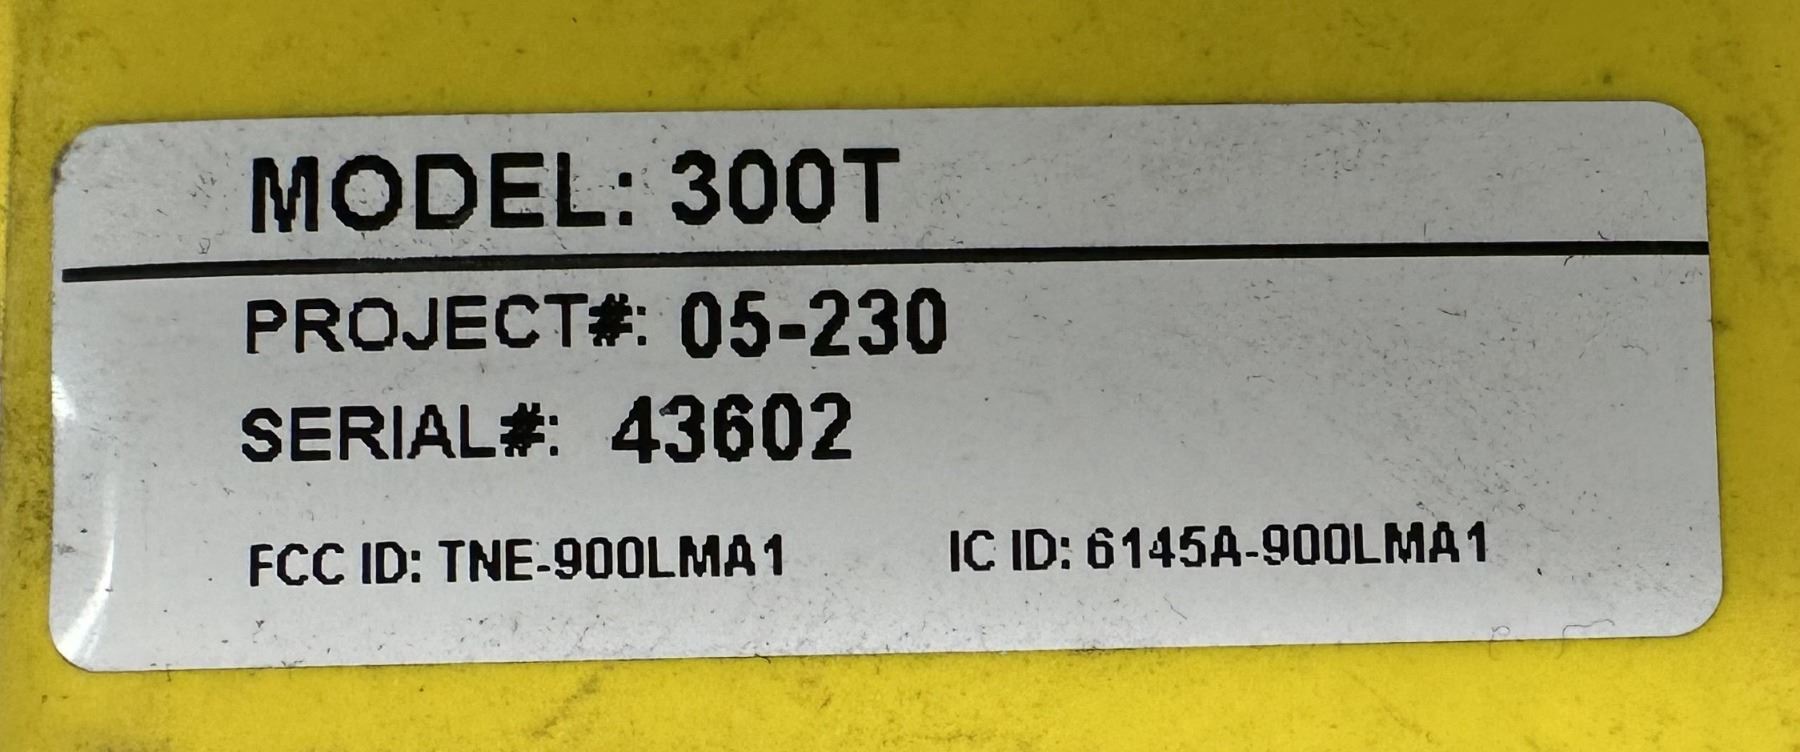 MODEL: 300T
PROJECT#: 05-230
SERIAL#: 43602
FCC ID: TNE-900LMA1 IC ID: 6145A-900LMA1